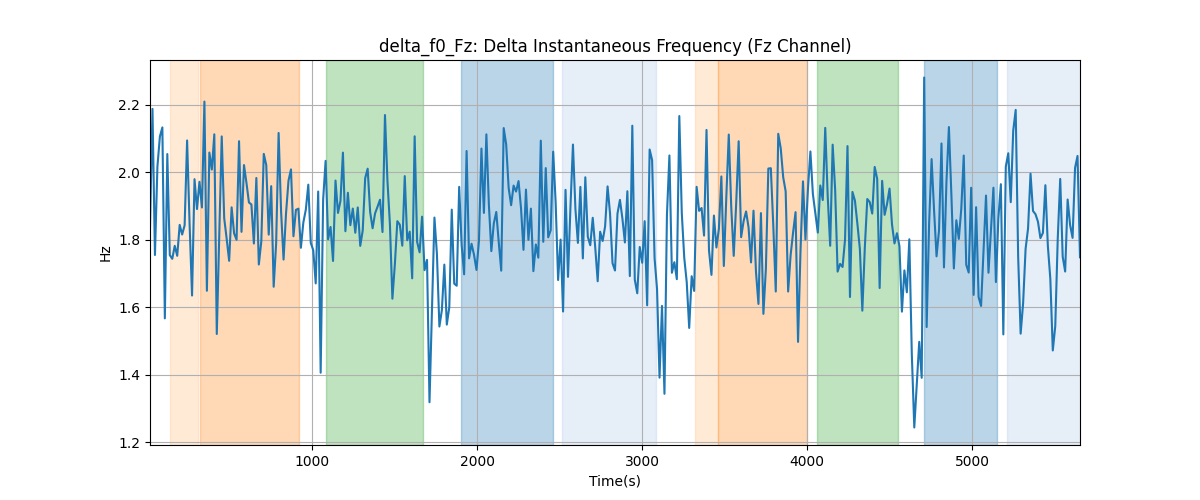 delta_f0_Fz: Delta Instantaneous Frequency (Fz Channel)
Hz
2.2
2.0
1.8
1.6
1.4
1.2
1000 2000 3000 4000 5000
Time(s)